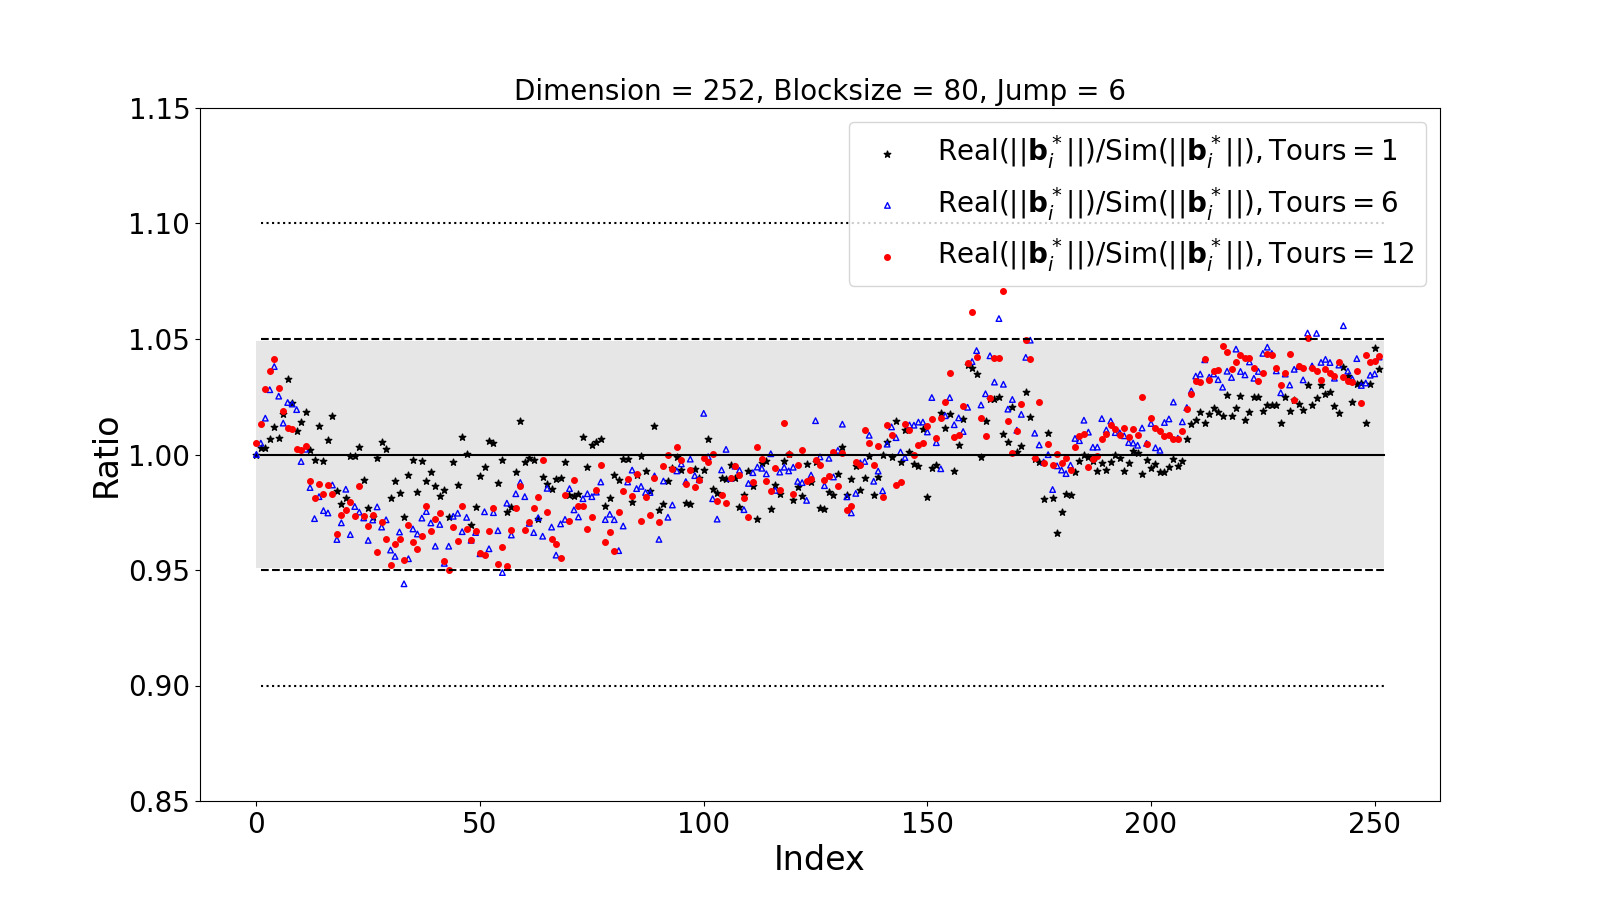 Dimension = 252, Blocksize = 80, Jump = 6
1.15
1.10
1.05
1.00
0.95
0.90
0.85
Ratio
Real(||b_i^*||)/Sim(||b_i^*||), Tours = 1
Real(||b_i^*||)/Sim(||b_i^*||), Tours = 6
Real(||b_i^*||)/Sim(||b_i^*||), Tours = 12
0 50 100 150 200 250
Index